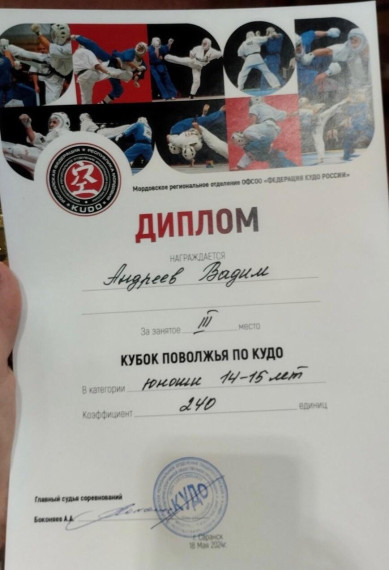 KUDO
Мордовское региональное отделение ОФСОО «ФЕДЕРАЦИЯ КУДО РОССИИ»
ДИПЛОМ
НАГРАЖДАЕТСЯ
Андреев Вадим
За занятое III место
КУБОК ПОВОЛЖЬЯ ПО КУДО
В категории юноши 14-15 лет
Коэффициент 240 единиц
Главный судья соревнований
КУДО
г. Саранск
18 Мая 2024г.